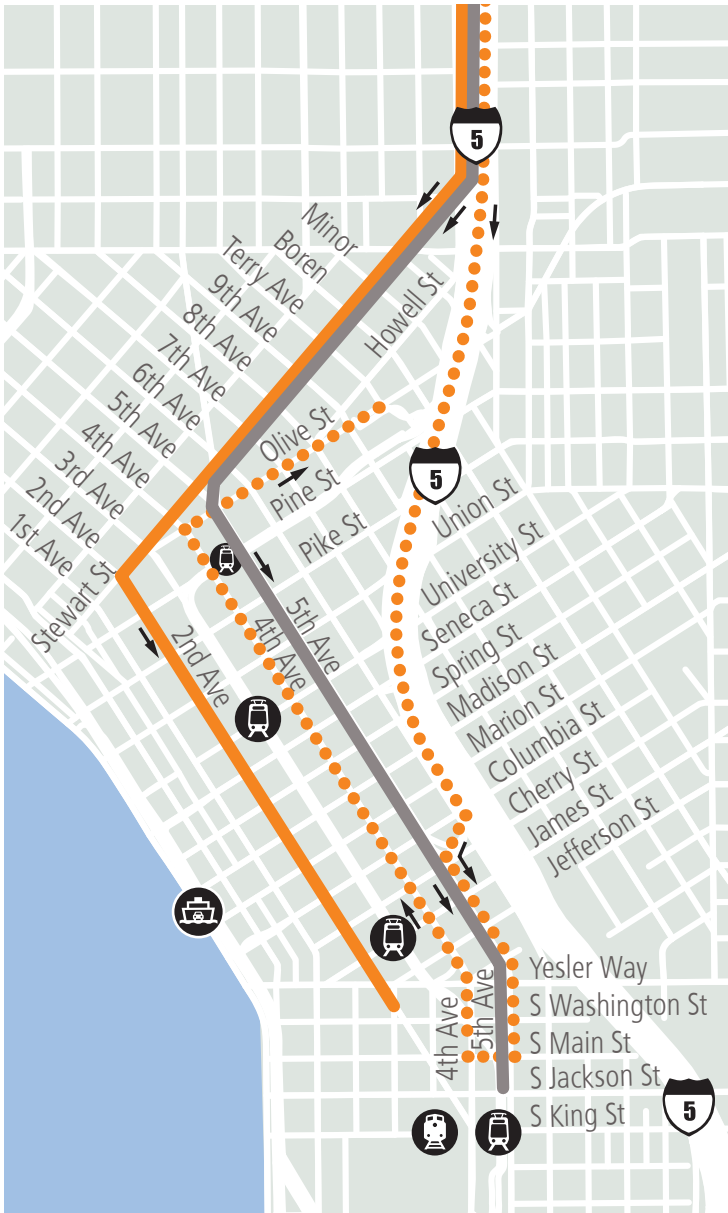 5
Minor
Boren
Terry Ave
9th Ave
8th Ave
7th Ave
6th Ave
5th Ave
4th Ave
3rd Ave
2nd Ave
1st Ave
Stewart St
Howell St
Olive St
Pine St
Pike St
5
Union St
University St
Seneca St
Spring St
Madison St
Marion St
Columbia St
Cherry St
James St
Jefferson St
5th Ave
4th Ave
2nd Ave
Yesler Way
S Washington St
S Main St
S Jackson St
S King St
4th Ave
5th Ave
5